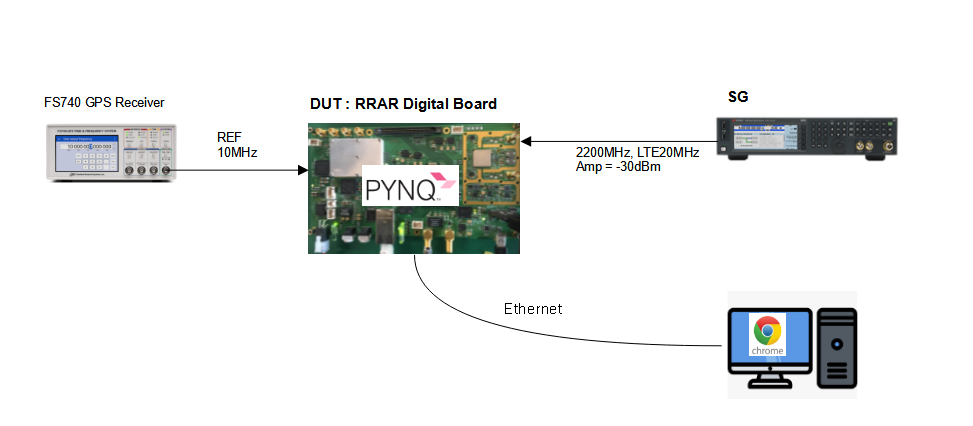 FS740 GPS Receiver
DUT : RRAR Digital Board
SG
REF
10MHz
2200MHz, LTE20MHz
Amp = -30dBm
PYNQ
Ethernet
chrome